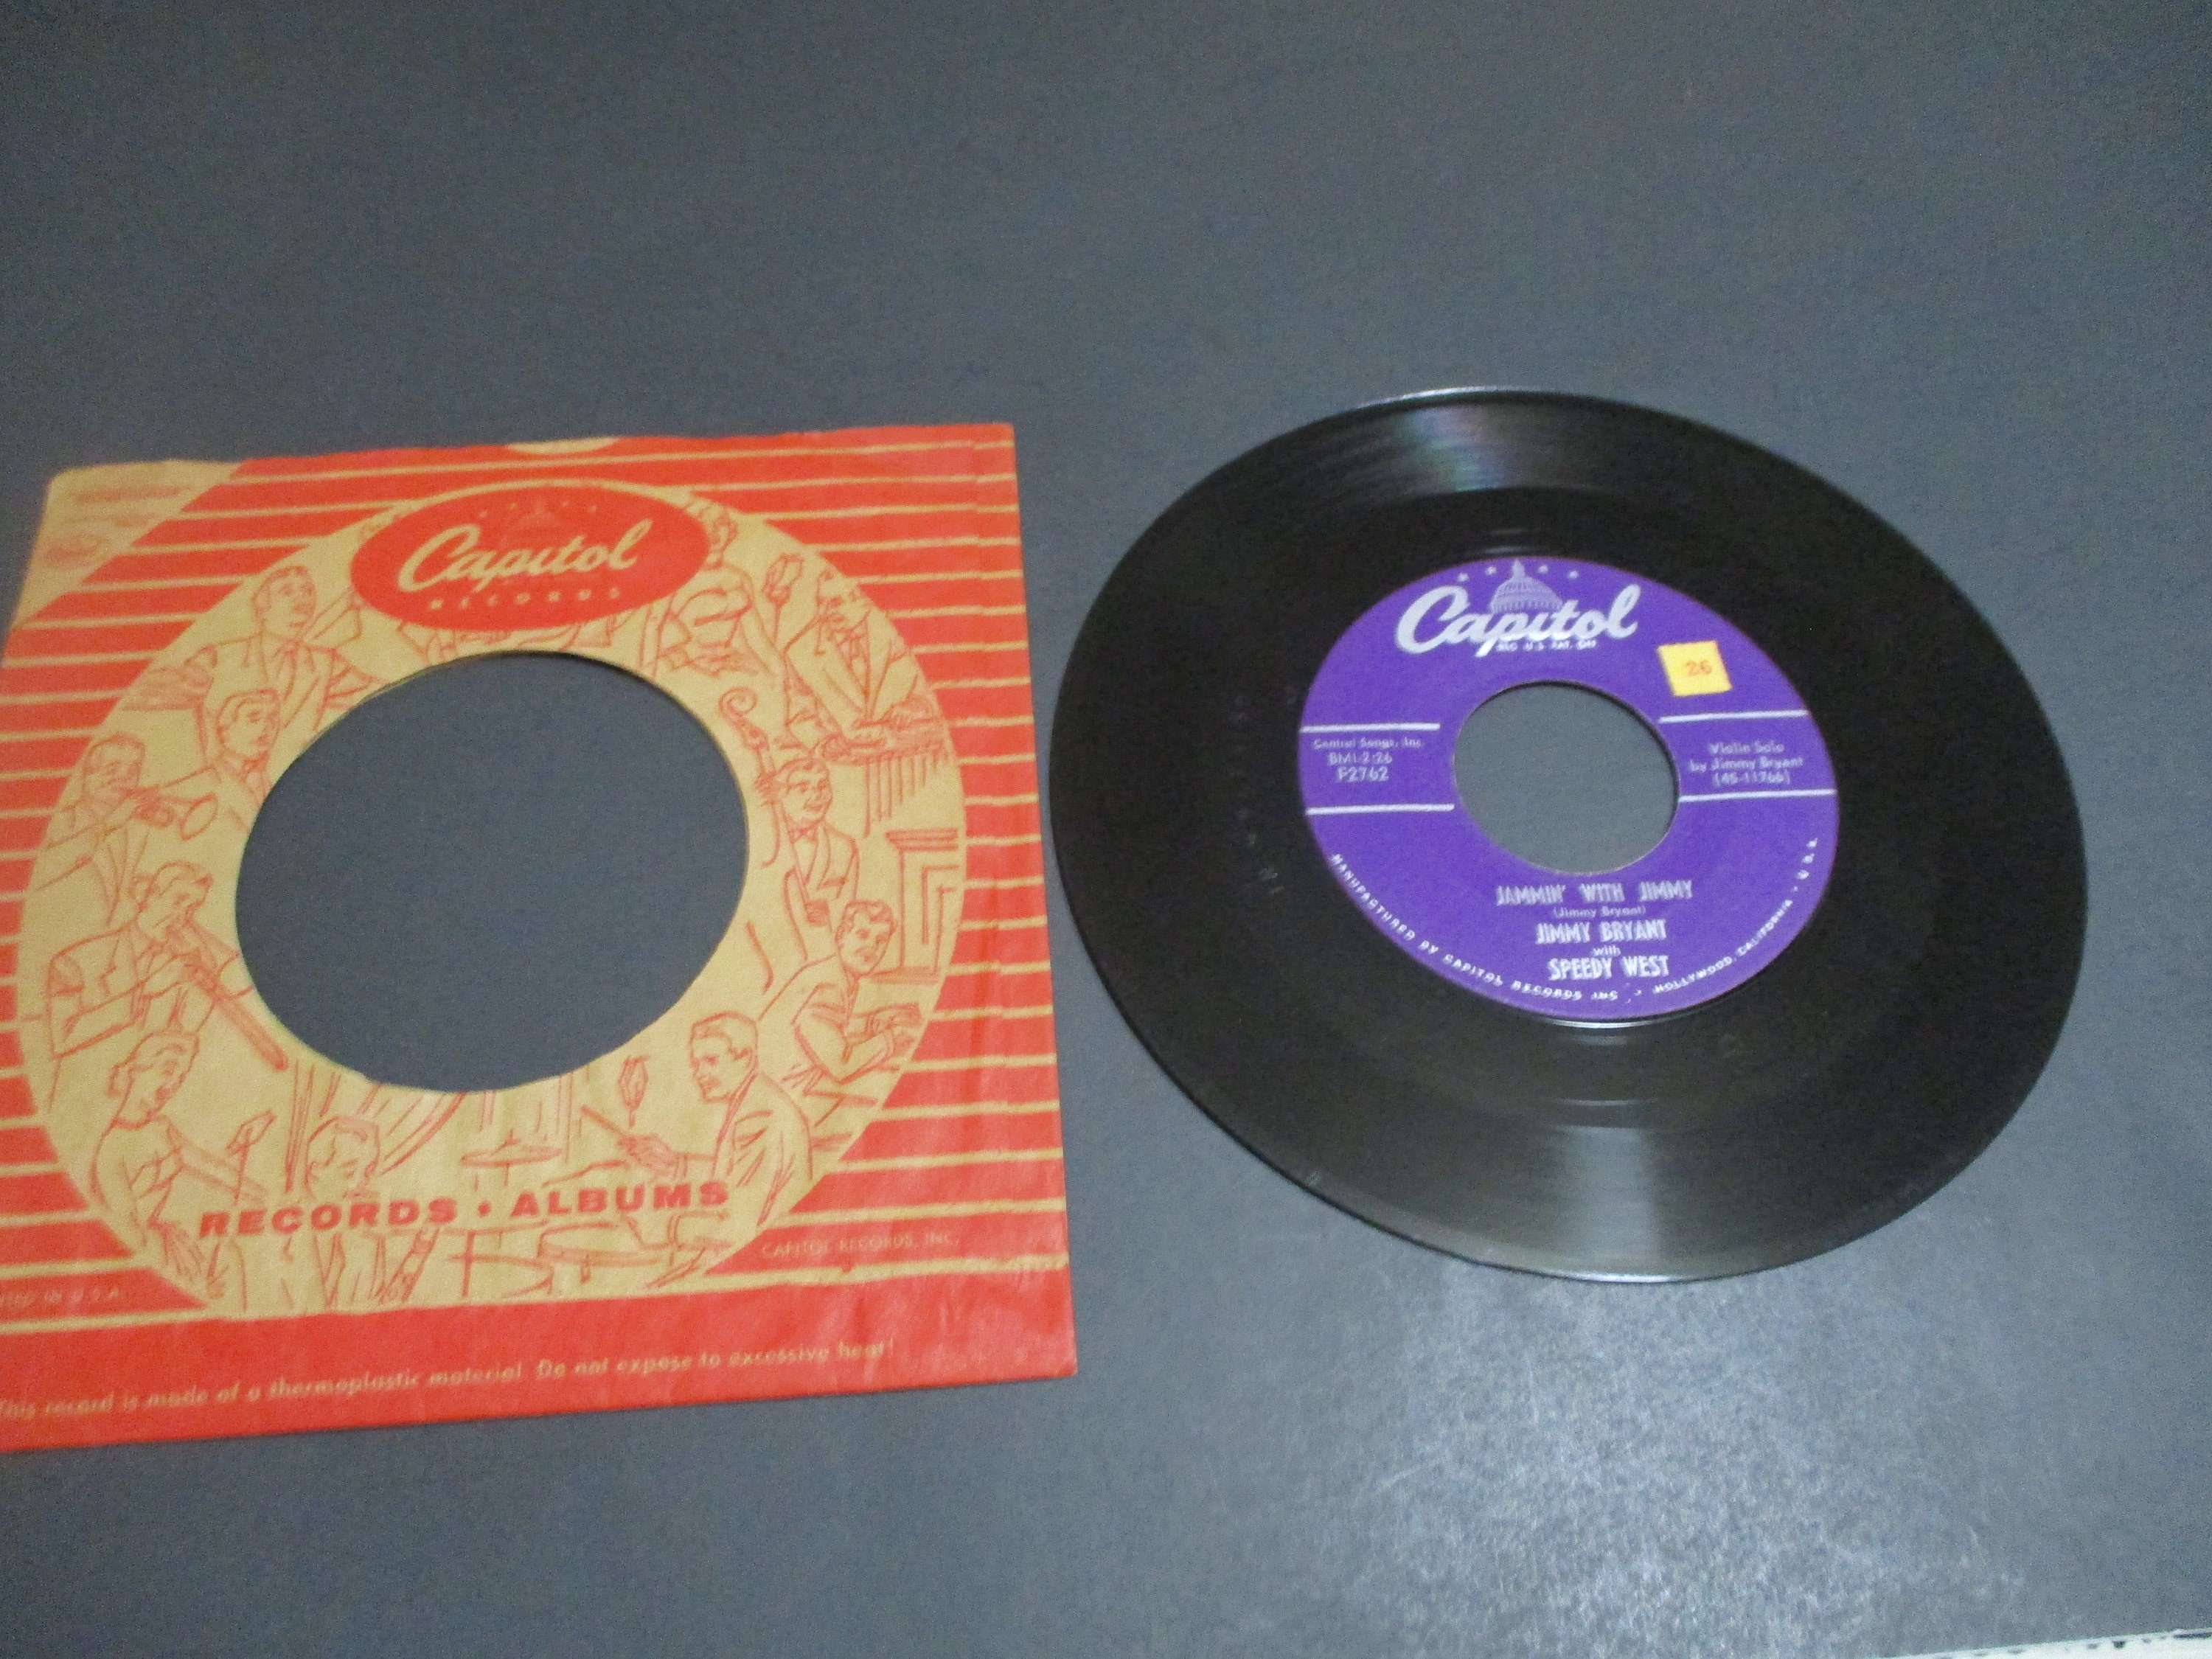 Capitol
RECORDS
RECORDS • ALBUMS
CAPITOL RECORDS, INC.
IN U.S.A.
This record is made of a thermoplastic material. Do not expose to excessive heat!
Capitol
REG. U.S. PAT. OFF.
26
Central Songs, Inc.
BMI-2:26
F2762
Violin Solo
by Jimmy Bryant
(45-11766)
JAMMIN' WITH JIMMY
(Jimmy Bryant)
JIMMY BRYANT
with
SPEEDY WEST
MANUFACTURED BY CAPITOL RECORDS INC • HOLLYWOOD, CALIFORNIA • U.S.A.